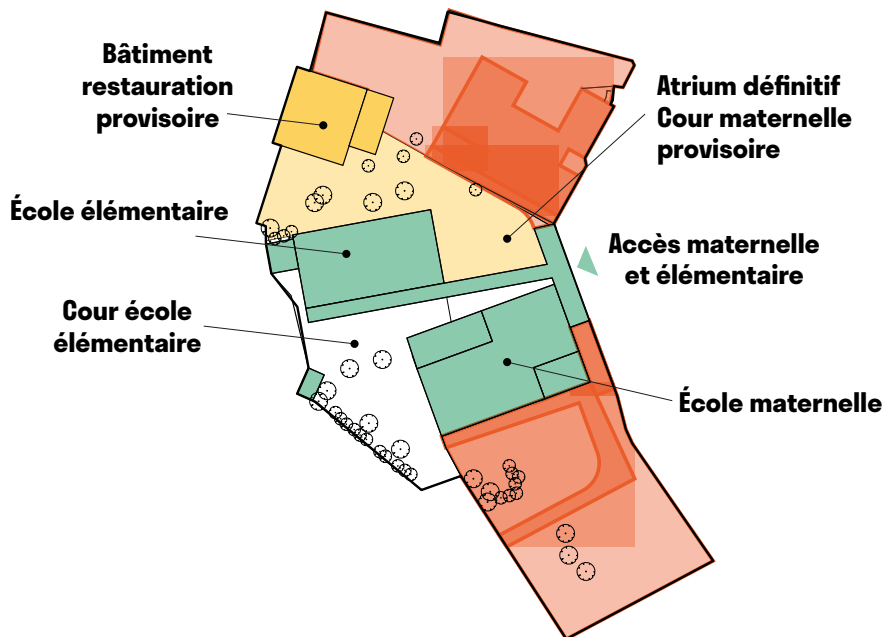 Bâtiment
restauration
provisoire
Atrium définitif
Cour maternelle
provisoire
École élémentaire
Accès maternelle
et élémentaire
Cour école
élémentaire
École maternelle